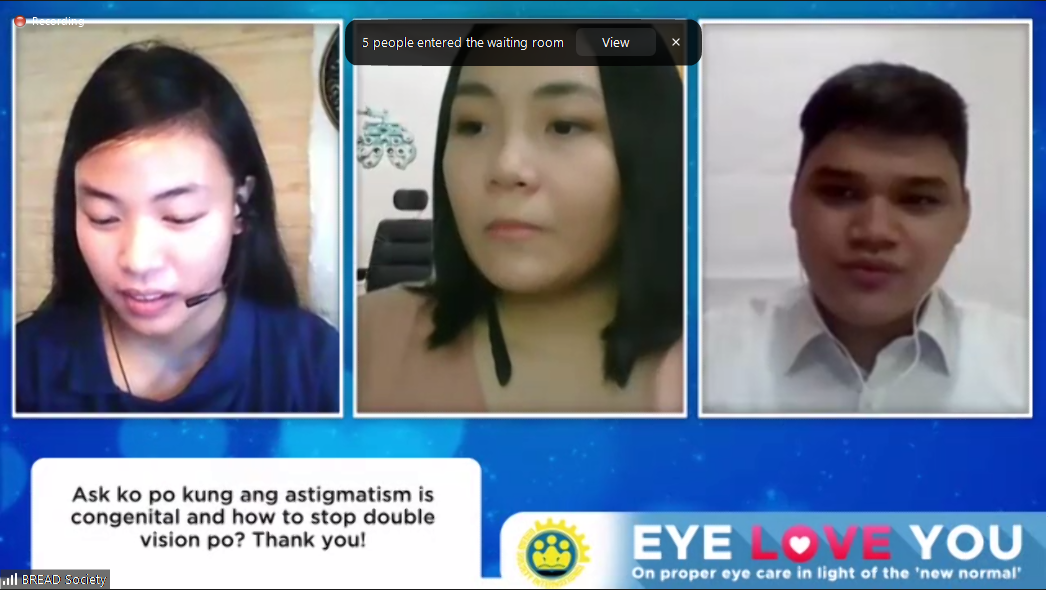 Recording
5 people entered the waiting room
View
Ask ko po kung ang astigmatism is
congenital and how to stop double
vision po? Thank you!
EYE LOVE YOU
On proper eye care in light of the 'new normal'
BREAD Society